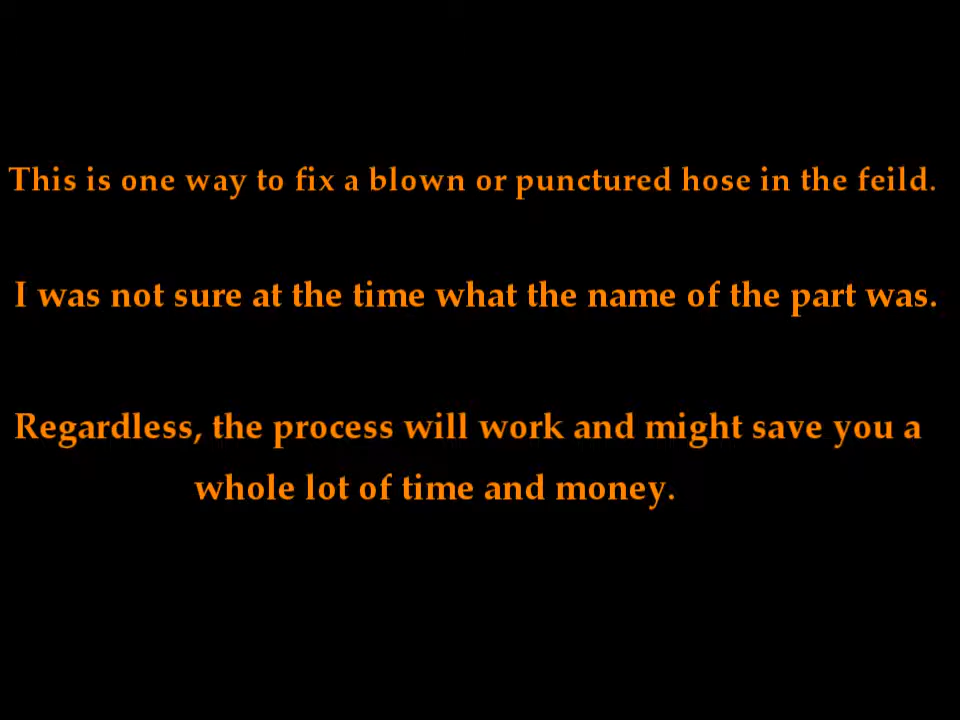 This is one way to fix a blown or punctured hose in the feild.
I was not sure at the time what the name of the part was.
Regardless, the process will work and might save you a
whole lot of time and money.